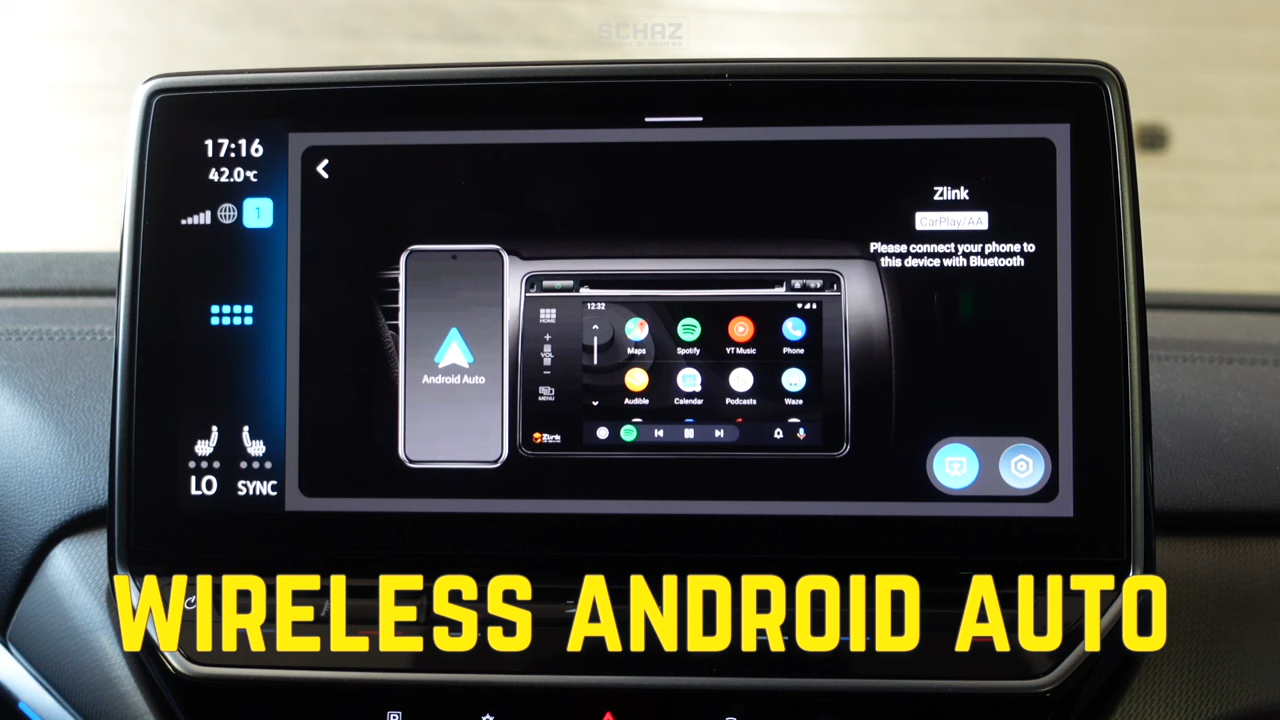 SCHAZ
17:16
42.0°C
1
LO
SYNC
Zlink
CarPlay/AA
Please connect your phone to
this device with Bluetooth
Android Auto
12:32
HOME
+
VOL
-
MENU
Maps
Spotify
YT Music
Phone
Audible
Calendar
Podcasts
Waze
Zlink
WIRELESS ANDROID AUTO
P